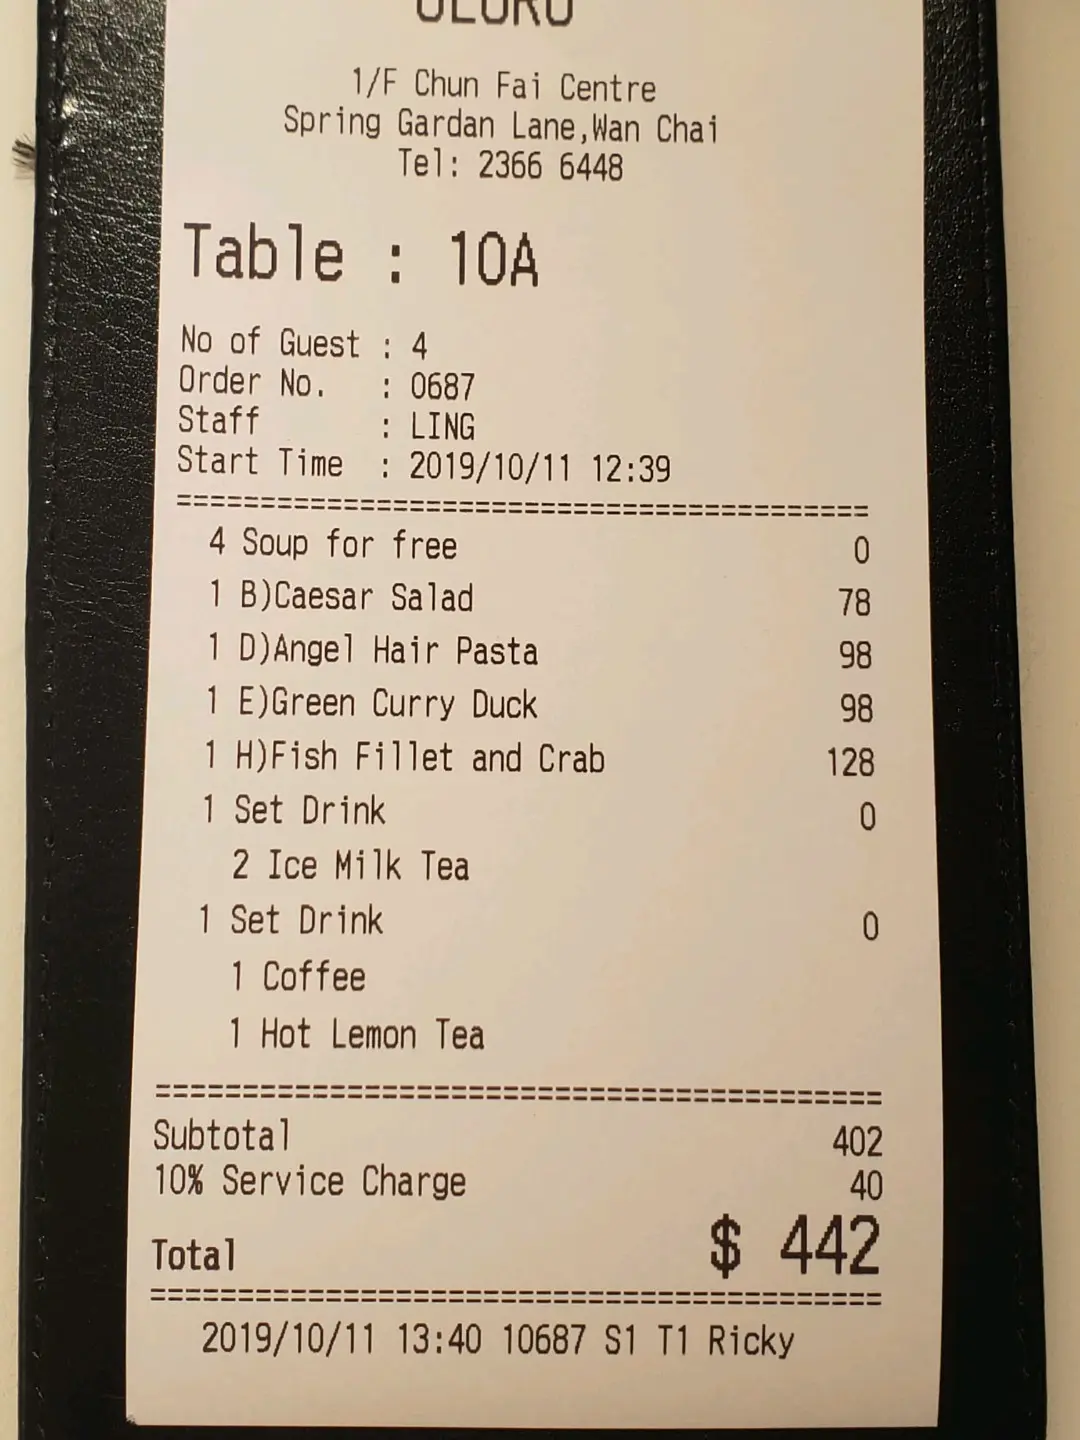 1/F Chun Fai Centre
Spring Gardan Lane,Wan Chai
Tel: 2366 6448
Table : 10A
No of Guest : 4
Order No. : 0687
Staff : LING
Start Time : 2019/10/11 12:39
============================================
4 Soup for free 0
1 B)Caesar Salad 78
1 D)Angel Hair Pasta 98
1 E)Green Curry Duck 98
1 H)Fish Fillet and Crab 128
1 Set Drink 0
2 Ice Milk Tea
1 Set Drink 0
1 Coffee
1 Hot Lemon Tea
============================================
Subtotal 402
10% Service Charge 40
Total $ 442
============================================
2019/10/11 13:40 10687 S1 T1 Ricky